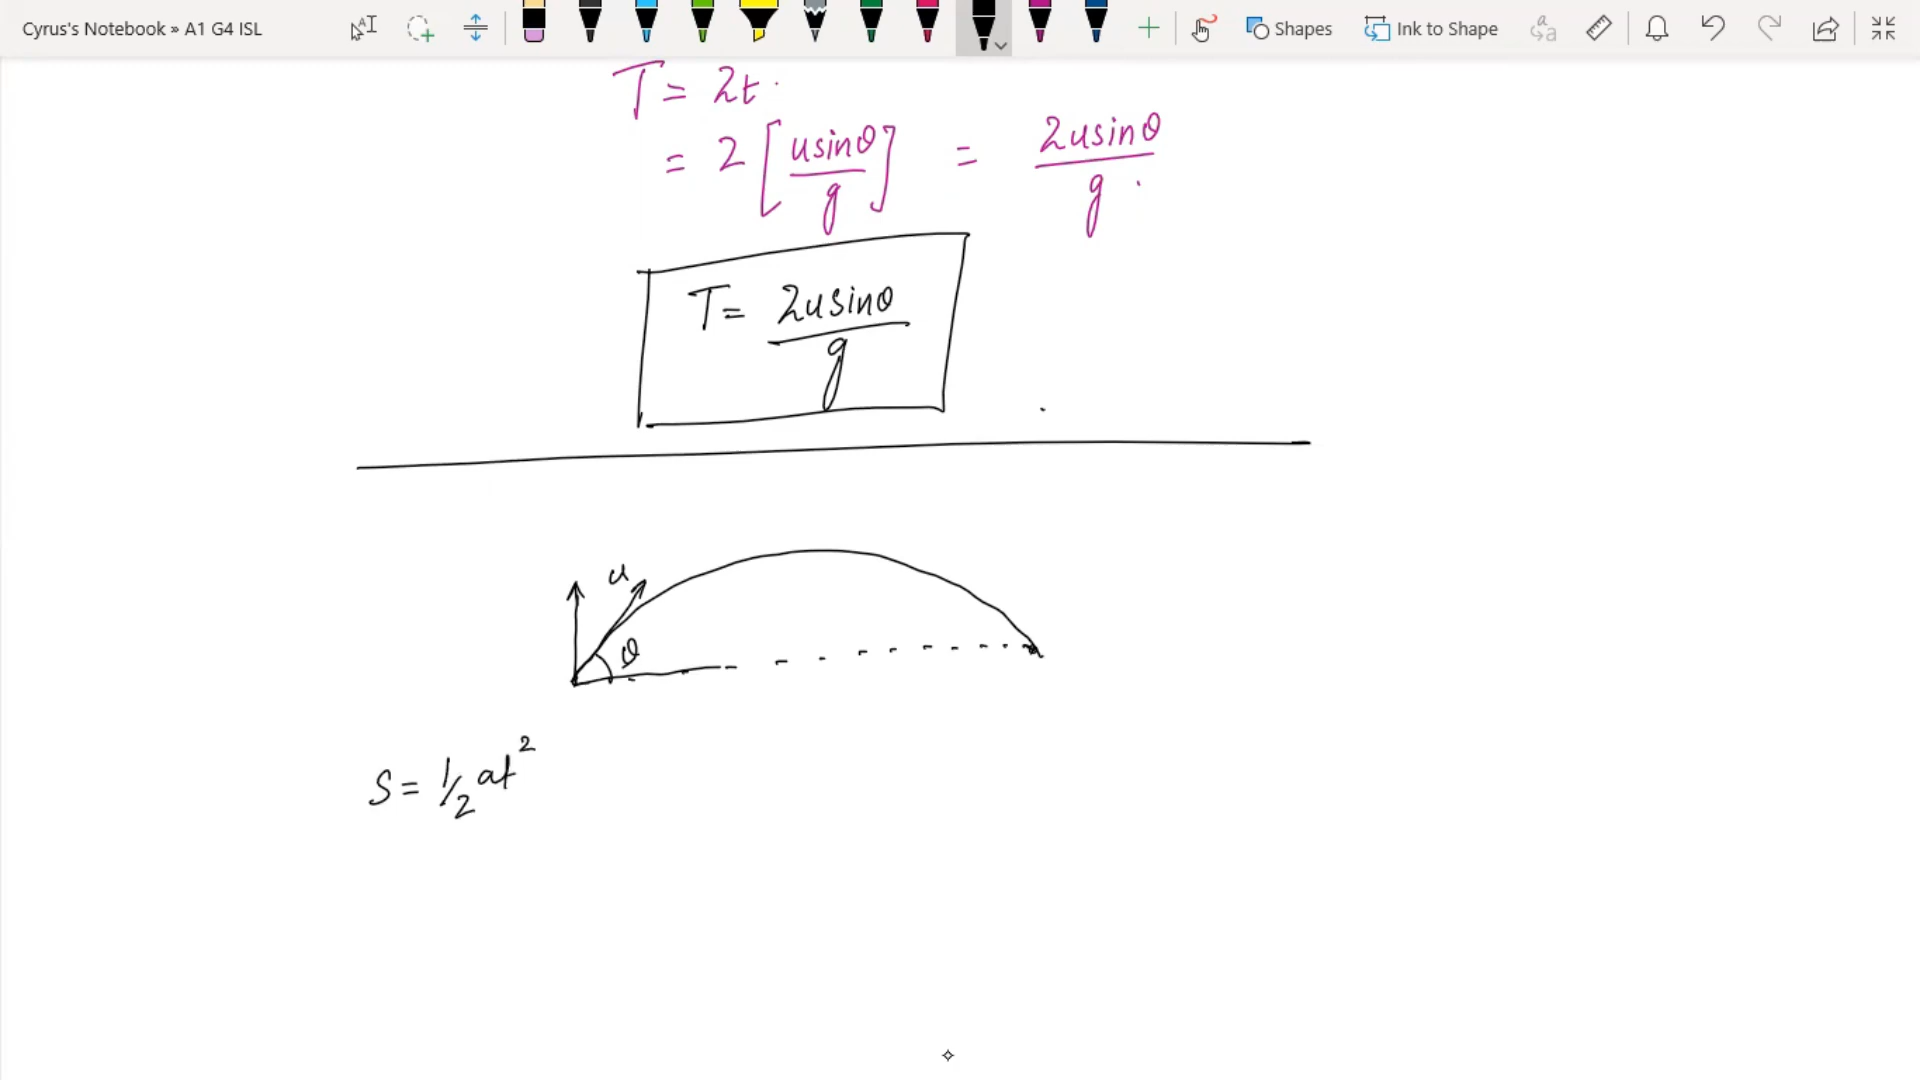 Cyrus's Notebook » A1 G4 ISL
Shapes
Ink to Shape
T = 2t.
= 2 [usinθ/g] = 2usinθ/g.
T = 2usinθ/g
u
θ
S = 1/2 at²